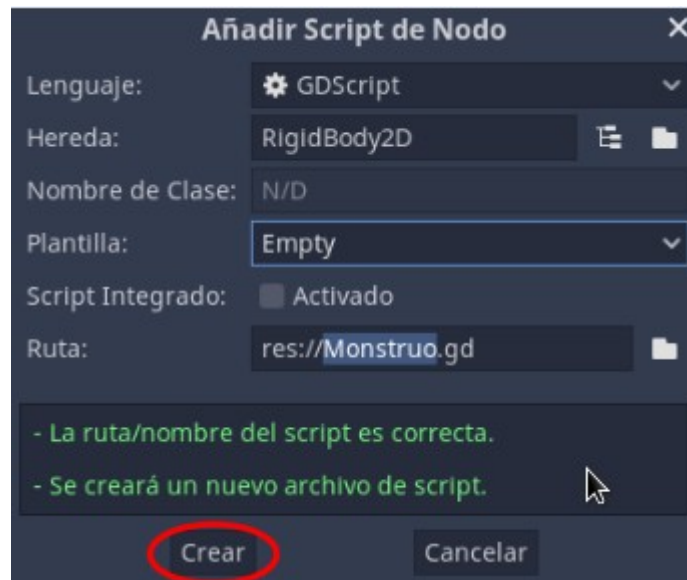 Añadir Script de Nodo
Lenguaje: GDScript
Hereda: RigidBody2D
Nombre de Clase: N/D
Plantilla: Empty
Script Integrado: Activado
Ruta: res://Monstruo.gd
- La ruta/nombre del script es correcta.
- Se creará un nuevo archivo de script.
Crear Cancelar